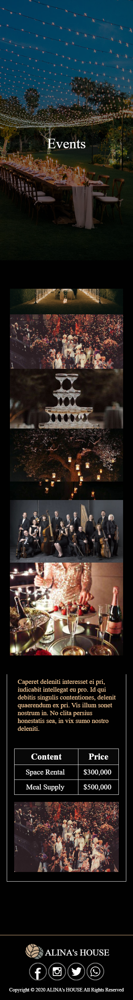 Events
Caperet deleniti interesset ei pri,
iudicabit intellegat eu pro. Id qui
debitis singulis contentiones, delenit
quaerendum ex pri. Vis illum sonet
nostrum in. No clita persius
honestatis sea, in vix sumo nostro
deleniti.
Content Price
Space Rental $300,000
Meal Supply $500,000
ALINA's HOUSE
Copyright © 2020 ALINA's HOUSE All Rights Reserved